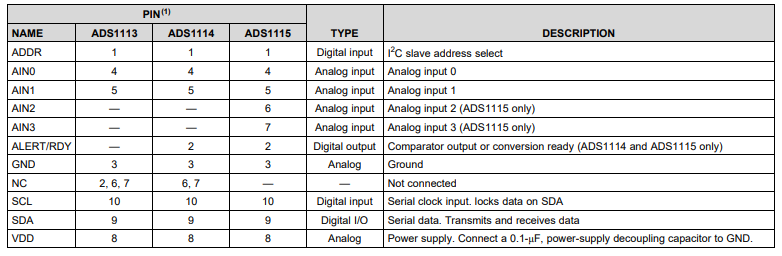 PIN(1)
NAME ADS1113 ADS1114 ADS1115 TYPE DESCRIPTION
ADDR 1 1 1 Digital input I2C slave address select
AIN0 4 4 4 Analog input Analog input 0
AIN1 5 5 5 Analog input Analog input 1
AIN2 — — 6 Analog input Analog input 2 (ADS1115 only)
AIN3 — — 7 Analog input Analog input 3 (ADS1115 only)
ALERT/RDY — 2 2 Digital output Comparator output or conversion ready (ADS1114 and ADS1115 only)
GND 3 3 3 Analog Ground
NC 2, 6, 7 6, 7 — — Not connected
SCL 10 10 10 Digital input Serial clock input. locks data on SDA
SDA 9 9 9 Digital I/O Serial data. Transmits and receives data
VDD 8 8 8 Analog Power supply. Connect a 0.1-μF, power-supply decoupling capacitor to GND.